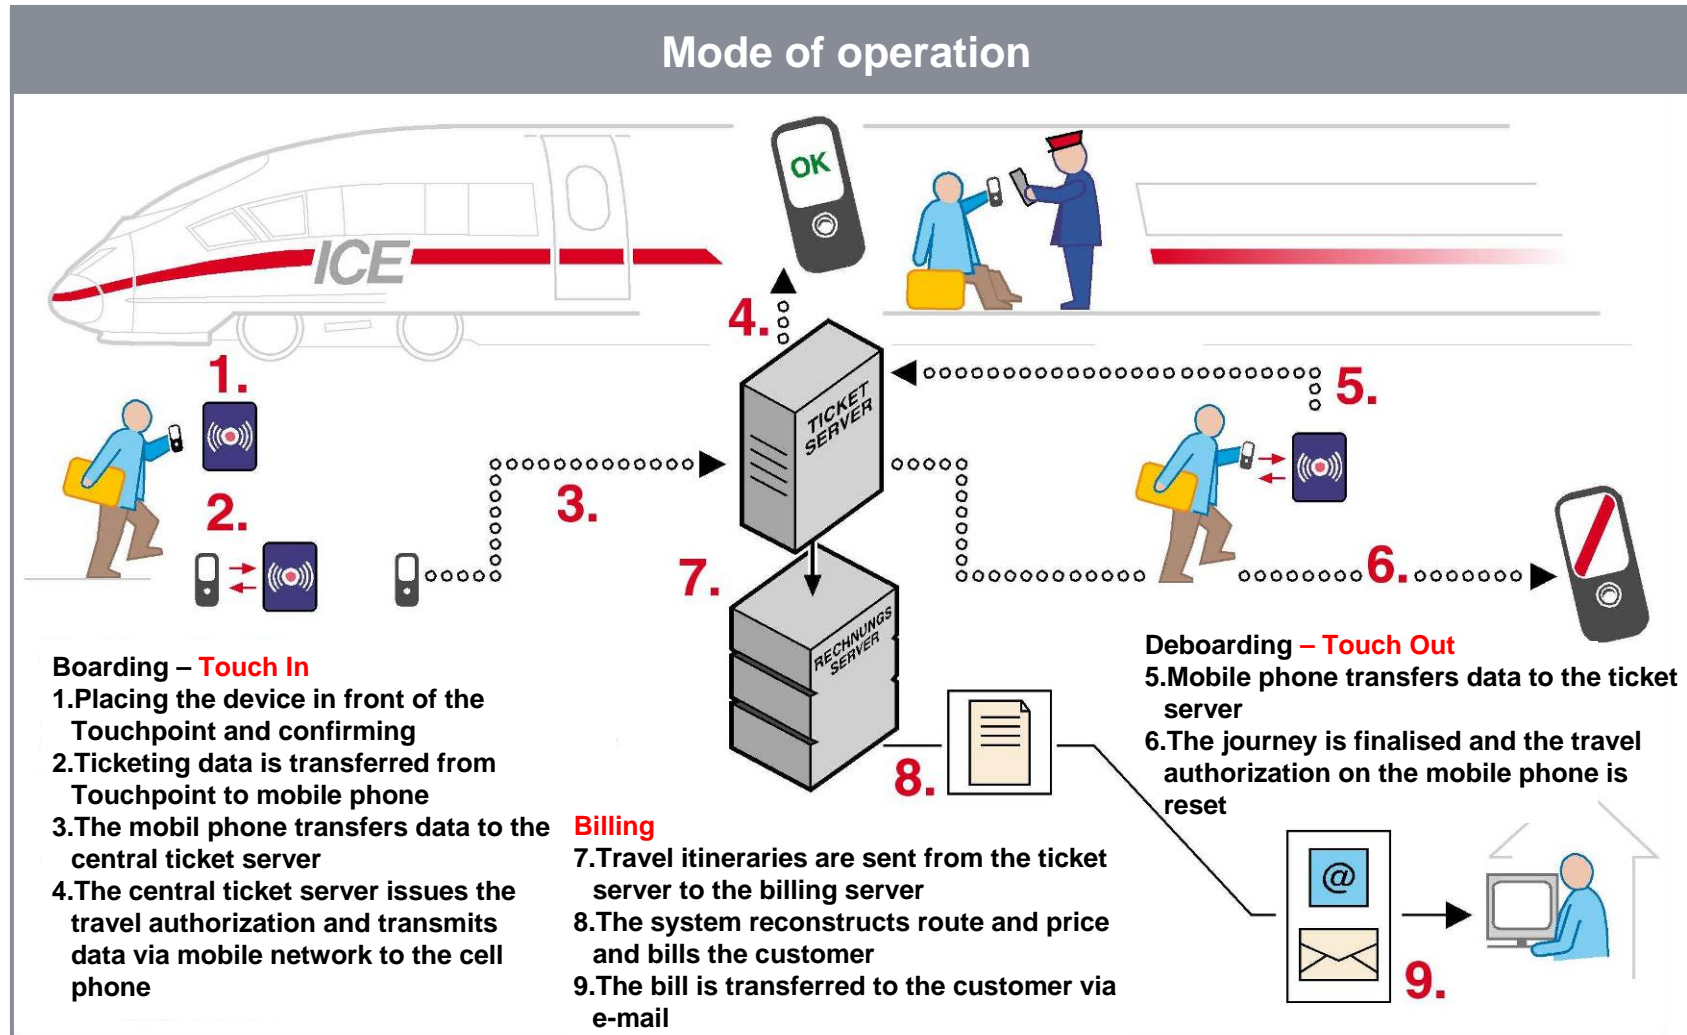 Mode of operation
OK
ICE
4.
1.
TICKET
SERVER
5.
2.
3.
6.
7.
RECHNUNGS
SERVER
8.
@
9.
Boarding – Touch In
1.Placing the device in front of the
Touchpoint and confirming
2.Ticketing data is transferred from
Touchpoint to mobile phone
3.The mobil phone transfers data to the
central ticket server
4.The central ticket server issues the
travel authorization and transmits
data via mobile network to the cell
phone
Billing
7.Travel itineraries are sent from the ticket
server to the billing server
8.The system reconstructs route and price
and bills the customer
9.The bill is transferred to the customer via
e-mail
Deboarding – Touch Out
5.Mobile phone transfers data to the ticket
server
6.The journey is finalised and the travel
authorization on the mobile phone is
reset